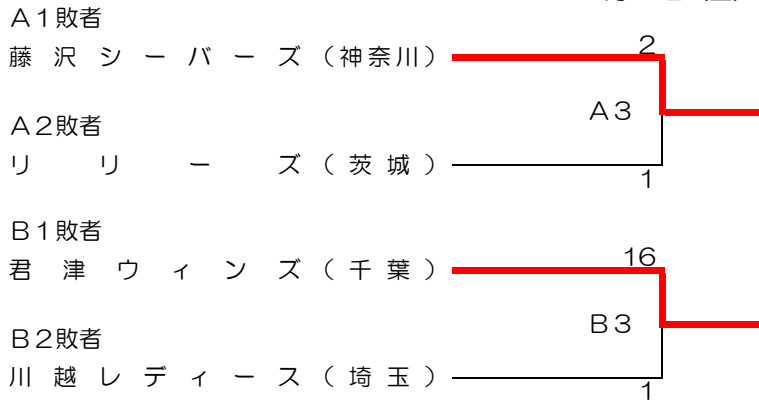 A1敗者
藤沢シーバーズ（神奈川）
2
A3
A2敗者
リリーズ（茨城）
1
B1敗者
君津ウィンズ（千葉）
16
B3
B2敗者
川越レディース（埼玉）
1